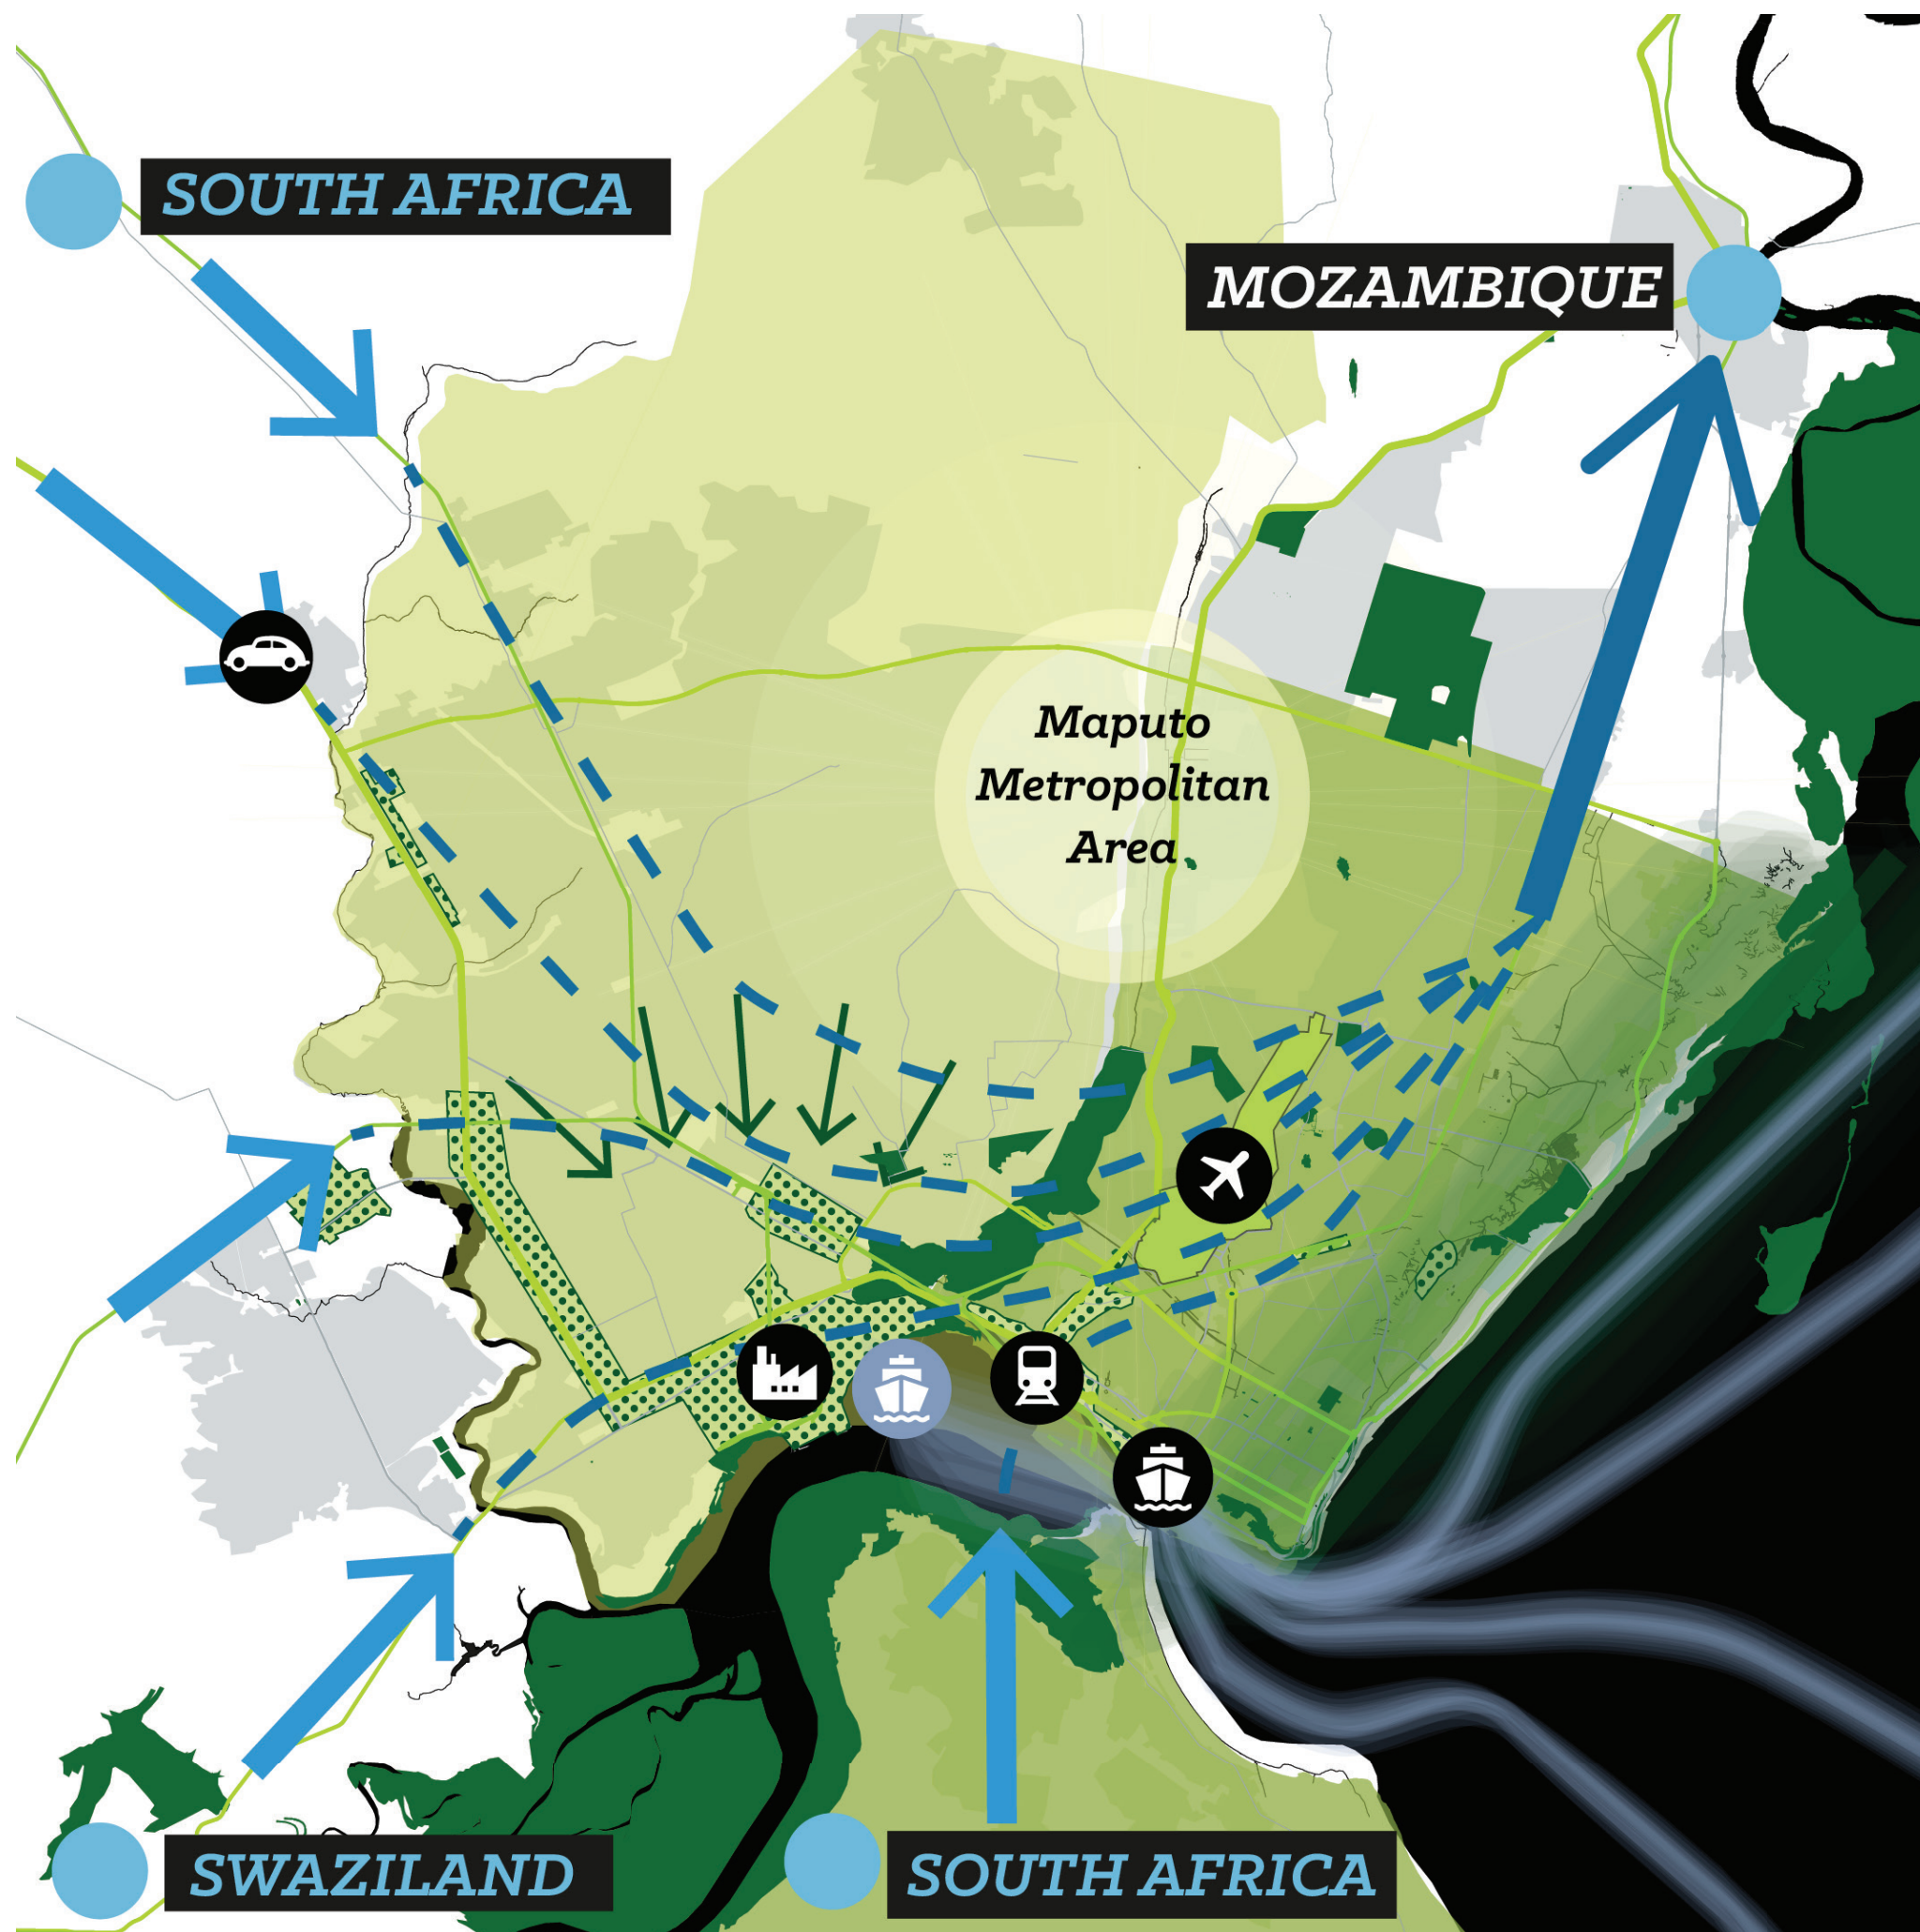 SOUTH AFRICA
MOZAMBIQUE
Maputo
Metropolitan
Area
SWAZILAND
SOUTH AFRICA